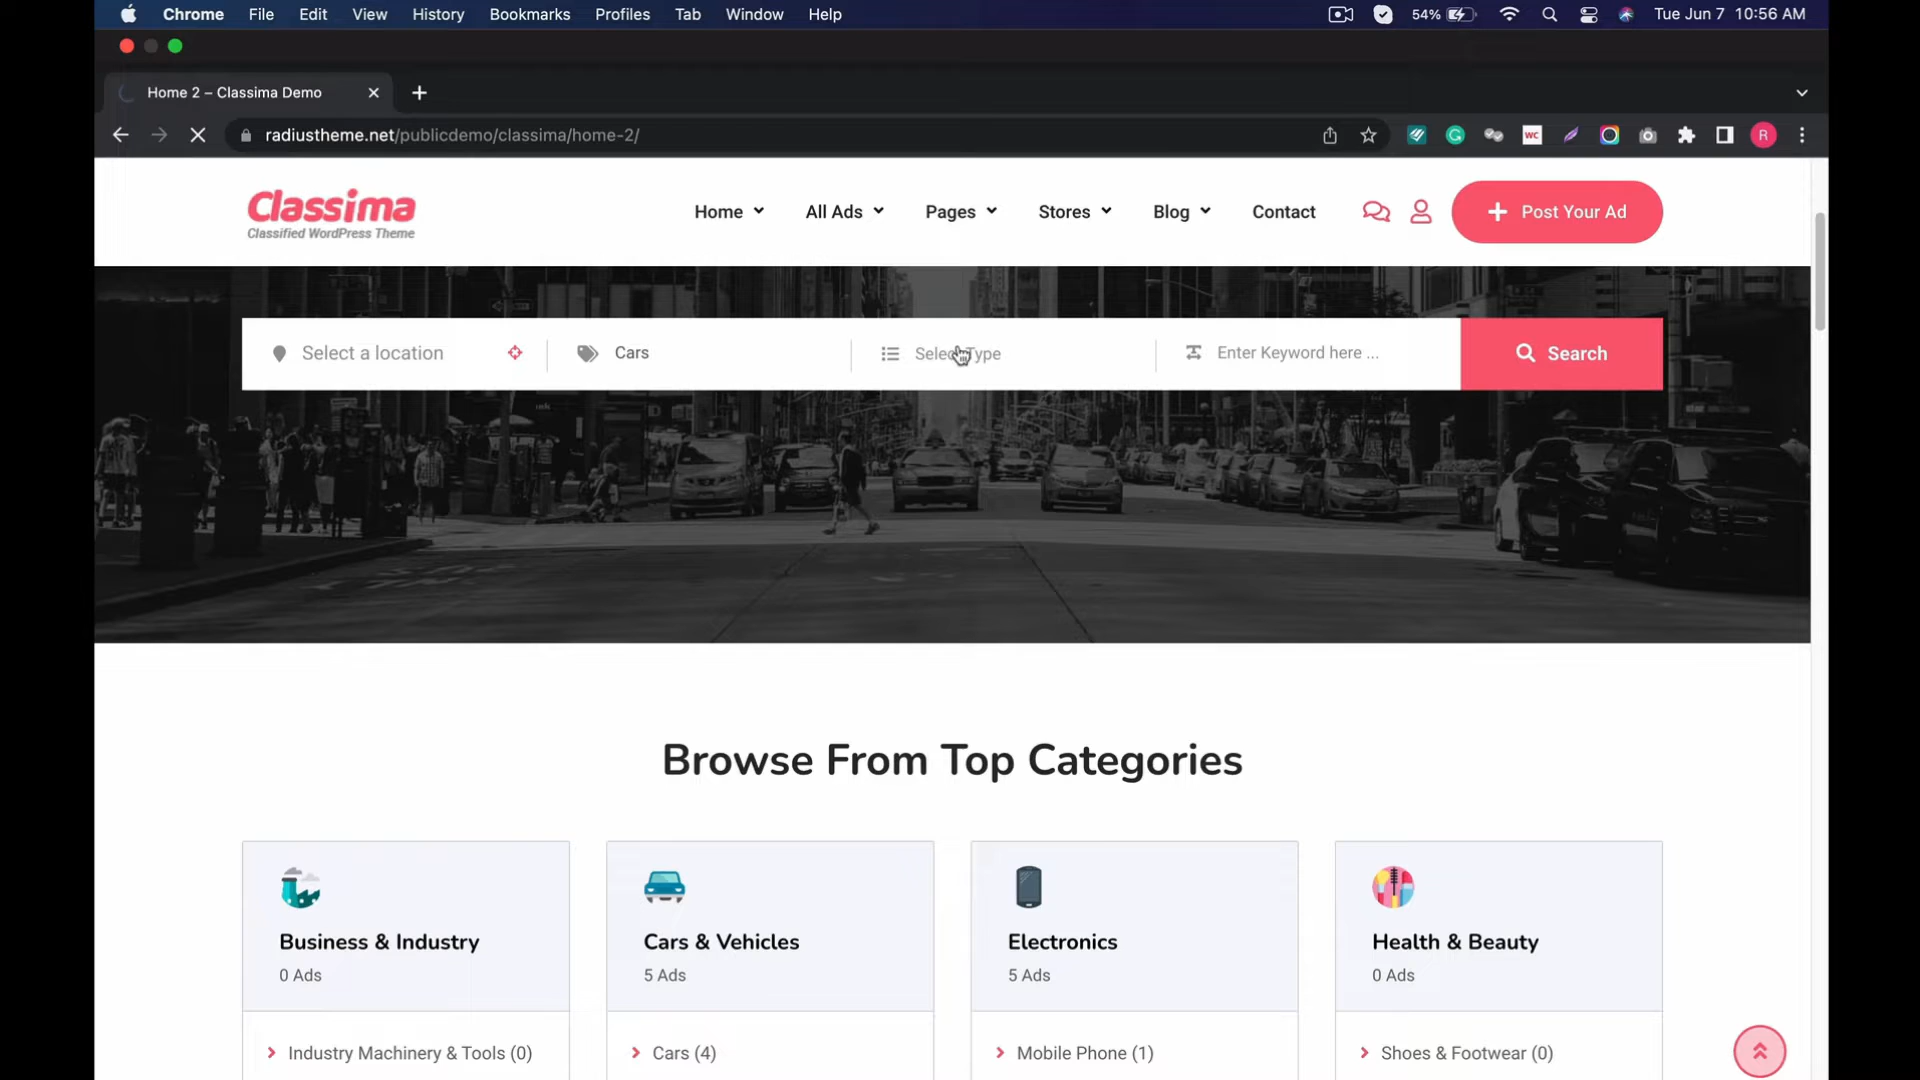 Chrome File Edit View History Bookmarks Profiles Tab Window Help 54% Tue Jun 7 10:56 AM
Home 2 – Classima Demo
radiustheme.net/publicdemo/classima/home-2/
WC
R
Classima
Classified WordPress Theme
Home All Ads Pages Stores Blog Contact Post Your Ad
Select a location Cars Select Type Enter Keyword here ... Search
Browse From Top Categories
Business & Industry Cars & Vehicles Electronics Health & Beauty
0 Ads 5 Ads 5 Ads 0 Ads
Industry Machinery & Tools (0) Cars (4) Mobile Phone (1) Shoes & Footwear (0)